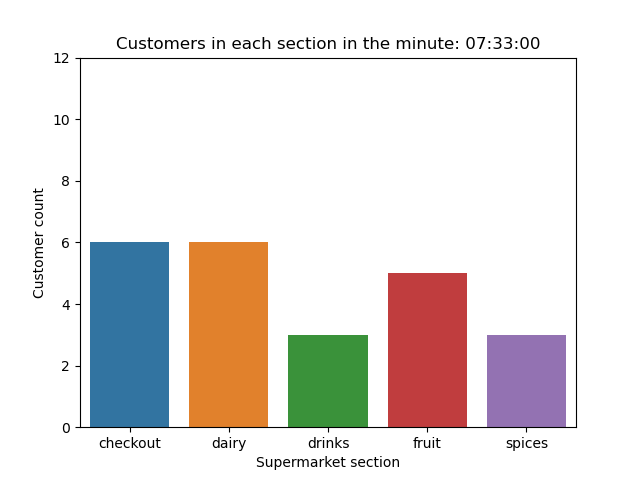 Customers in each section in the minute: 07:33:00
12
10
8
6
4
2
0
Customer count
checkout dairy drinks fruit spices
Supermarket section